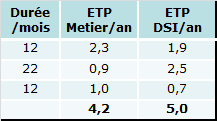 Durée ETP ETP
/mois Metier/an DSI/an
12 2,3 1,9
22 0,9 2,5
12 1,0 0,7
4,2 5,0